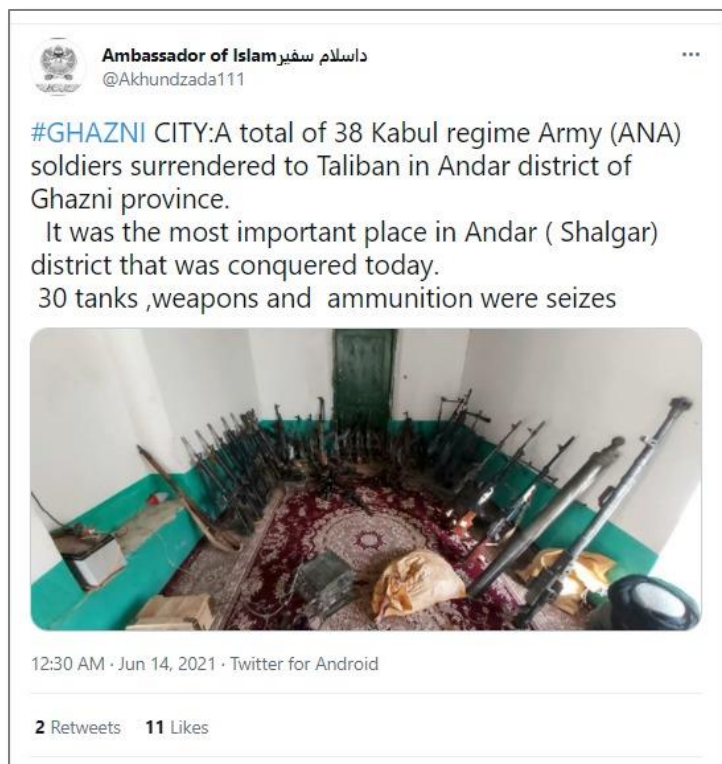 Ambassador of Islamداسلام سفیر
@Akhundzada111
#GHAZNI CITY:A total of 38 Kabul regime Army (ANA)
soldiers surrendered to Taliban in Andar district of
Ghazni province.
It was the most important place in Andar ( Shalgar)
district that was conquered today.
30 tanks ,weapons and ammunition were seizes
12:30 AM · Jun 14, 2021 · Twitter for Android
2 Retweets 11 Likes